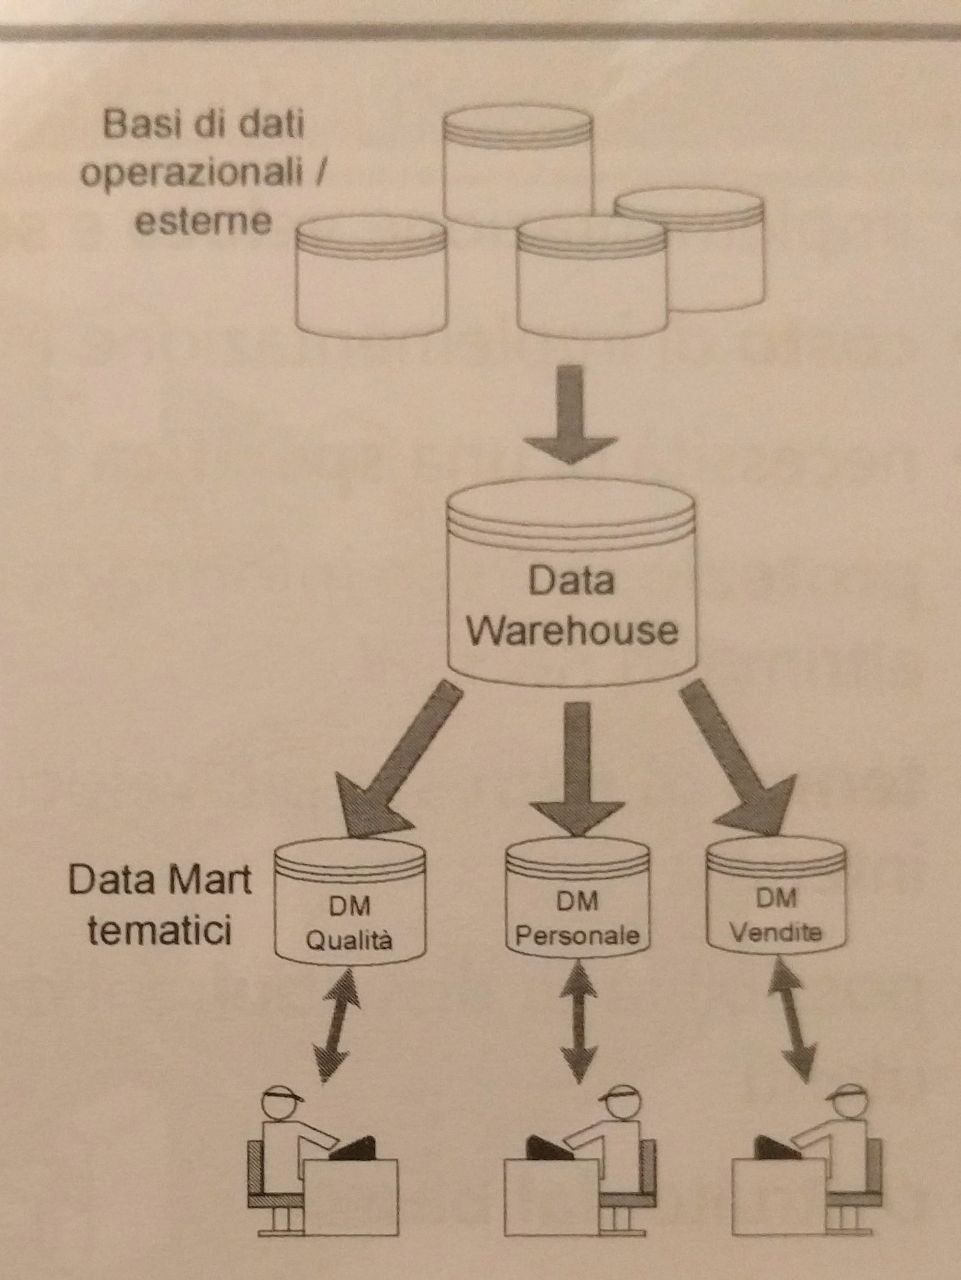 Basi di dati
operazionali /
esterne
Data
Warehouse
Data Mart
tematici
DM
Qualità
DM
Personale
DM
Vendite